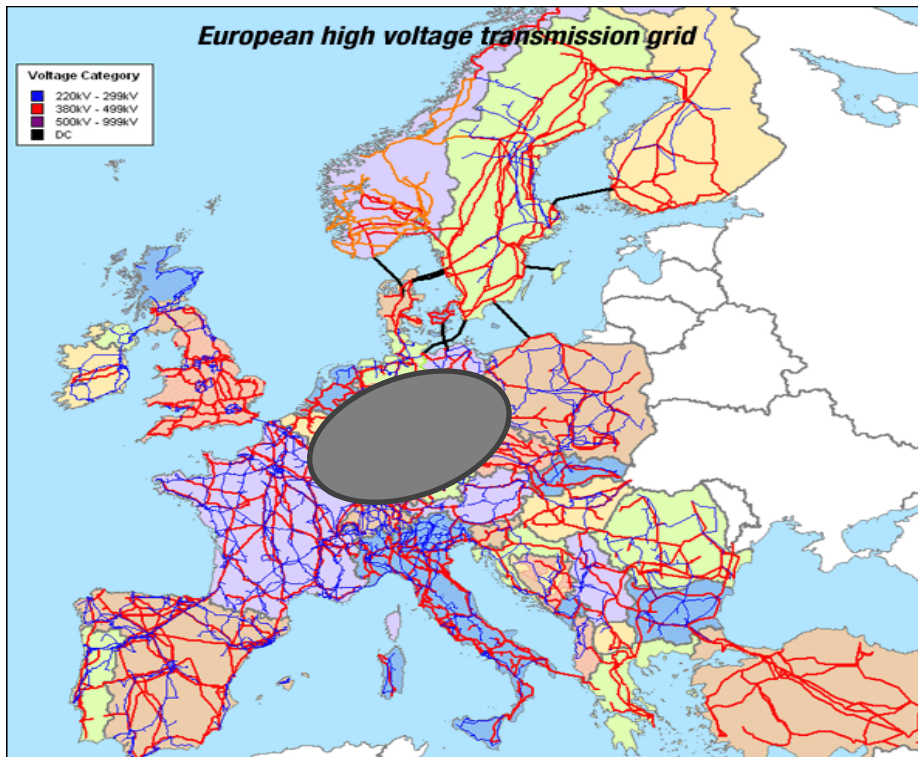 European high voltage transmission grid
Voltage Category
220kV - 299kV
380kV - 499kV
500kV - 999kV
DC